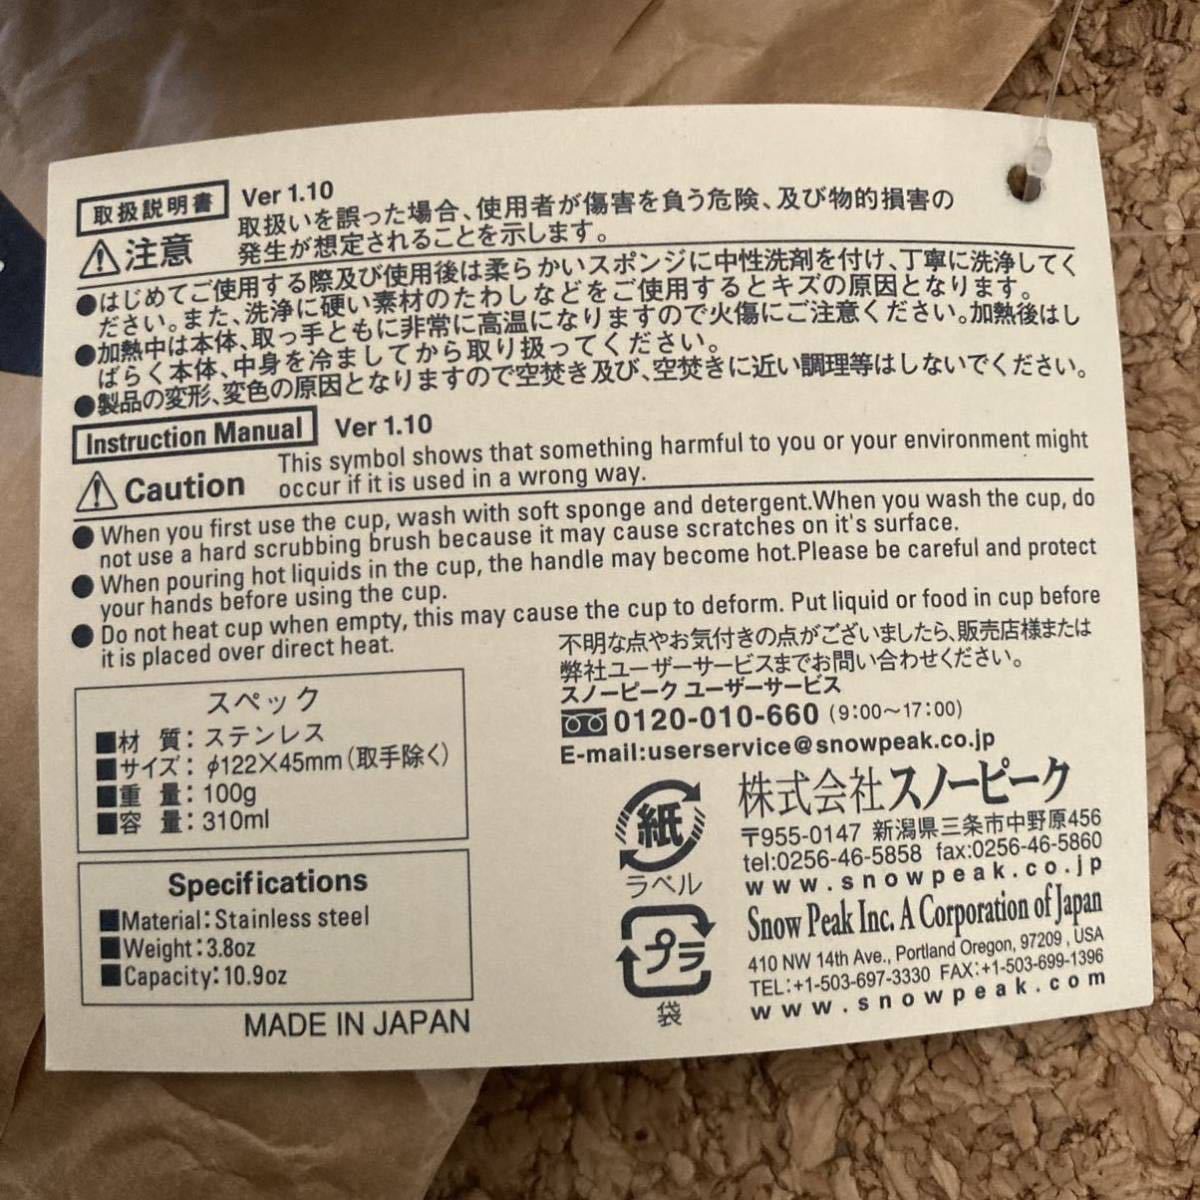 取扱説明書 Ver 1.10
⚠注意 取扱いを誤った場合、使用者が傷害を負う危険、及び物的損害の
発生が想定されることを示します。
●はじめてご使用する際及び使用後は柔らかいスポンジに中性洗剤を付け、丁寧に洗浄してく
ださい。また、洗浄に硬い素材のたわしなどをご使用するとキズの原因となります。
●加熱中は本体、取っ手ともに非常に高温になりますので火傷にご注意ください。加熱後はし
ばらく本体、中身を冷ましてから取り扱ってください。
●製品の変形、変色の原因となりますので空焚き及び、空焚きに近い調理等はしないでください。
Instruction Manual Ver 1.10
⚠Caution This symbol shows that something harmful to you or your environment might
occur if it is used in a wrong way.
● When you first use the cup, wash with soft sponge and detergent.When you wash the cup, do
not use a hard scrubbing brush because it may cause scratches on it's surface.
● When pouring hot liquids in the cup, the handle may become hot.Please be careful and protect
your hands before using the cup.
● Do not heat cup when empty, this may cause the cup to deform. Put liquid or food in cup before
it is placed over direct heat.
不明な点やお気付きの点がございましたら、販売店様または
弊社ユーザーサービスまでお問い合わせください。
スノーピーク ユーザーサービス
0120-010-660 (9:00〜17:00)
E-mail:userservice@snowpeak.co.jp
スペック
■材 質:ステンレス
■サイズ:φ122×45mm(取手除く)
■重 量:100g
■容 量:310ml
Specifications
■Material:Stainless steel
■Weight:3.8oz
■Capacity:10.9oz
MADE IN JAPAN
紙
ラベル
プラ
袋
株式会社スノーピーク
〒955-0147 新潟県三条市中野原456
tel:0256-46-5858 fax:0256-46-5860
www.snowpeak.co.jp
Snow Peak Inc. A Corporation of Japan
410 NW 14th Ave., Portland Oregon, 97209 , USA
TEL:+1-503-697-3330 FAX:+1-503-699-1396
www.snowpeak.com